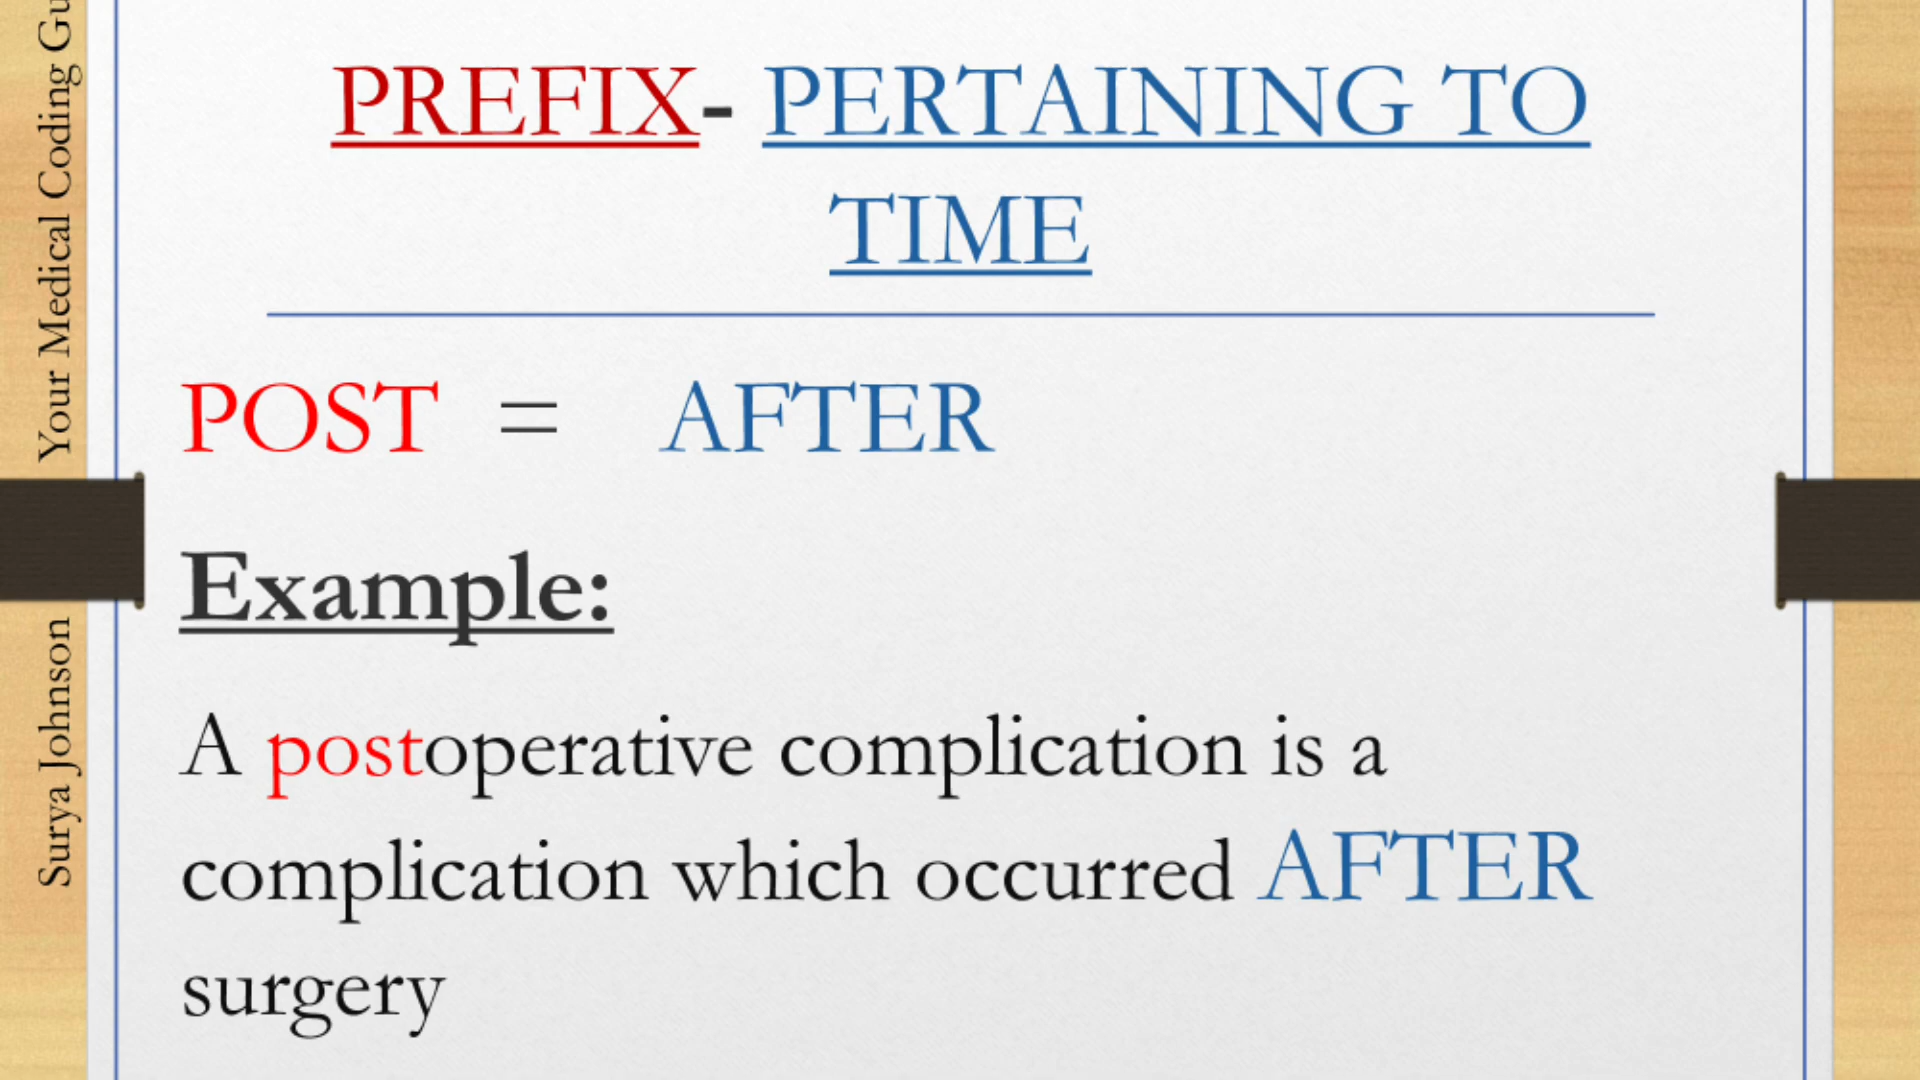 PREFIX- PERTAINING TO
TIME
POST = AFTER
Example:
A postoperative complication is a
complication which occurred AFTER
surgery
Surya Johnson Your Medical Coding